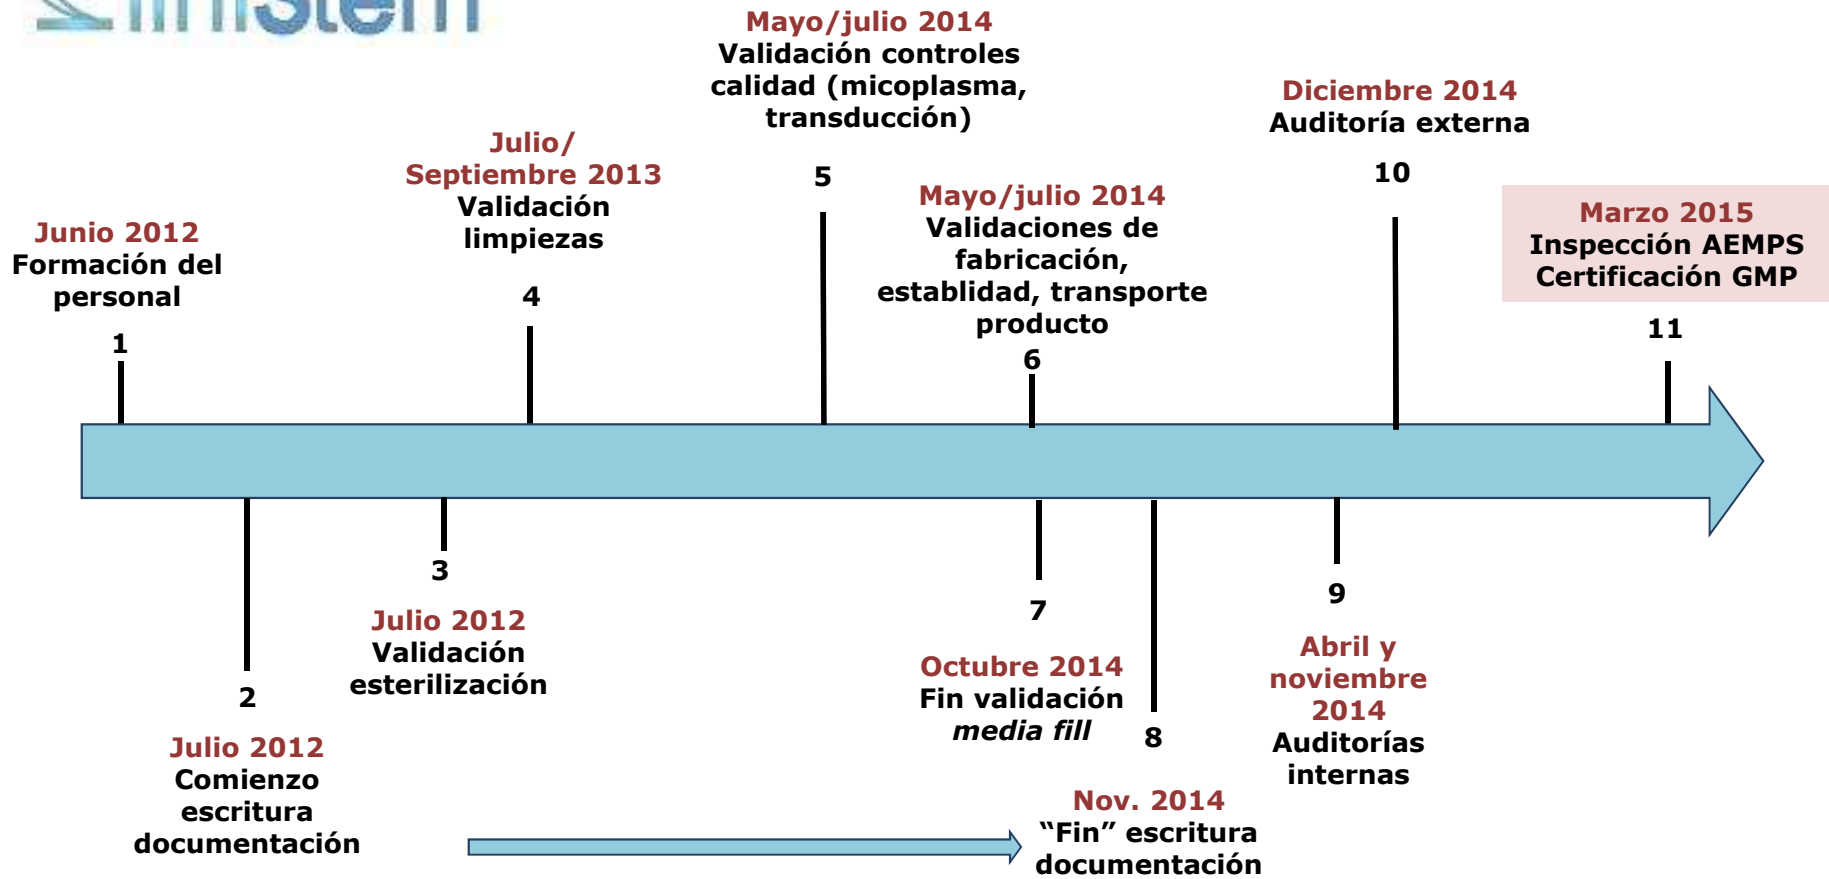 Junio 2012
Formación del
personal
1
2
Julio 2012
Comienzo
escritura
documentación
3
Julio 2012
Validación
esterilización
Julio/
Septiembre 2013
Validación
limpiezas
4
Mayo/julio 2014
Validación controles
calidad (micoplasma,
transducción)
5
Mayo/julio 2014
Validaciones de
fabricación,
establidad, transporte
producto
6
7
Octubre 2014
Fin validación
media fill
8
Nov. 2014
“Fin” escritura
documentación
9
Abril y
noviembre
2014
Auditorías
internas
Diciembre 2014
Auditoría externa
10
Marzo 2015
Inspección AEMPS
Certificación GMP
11